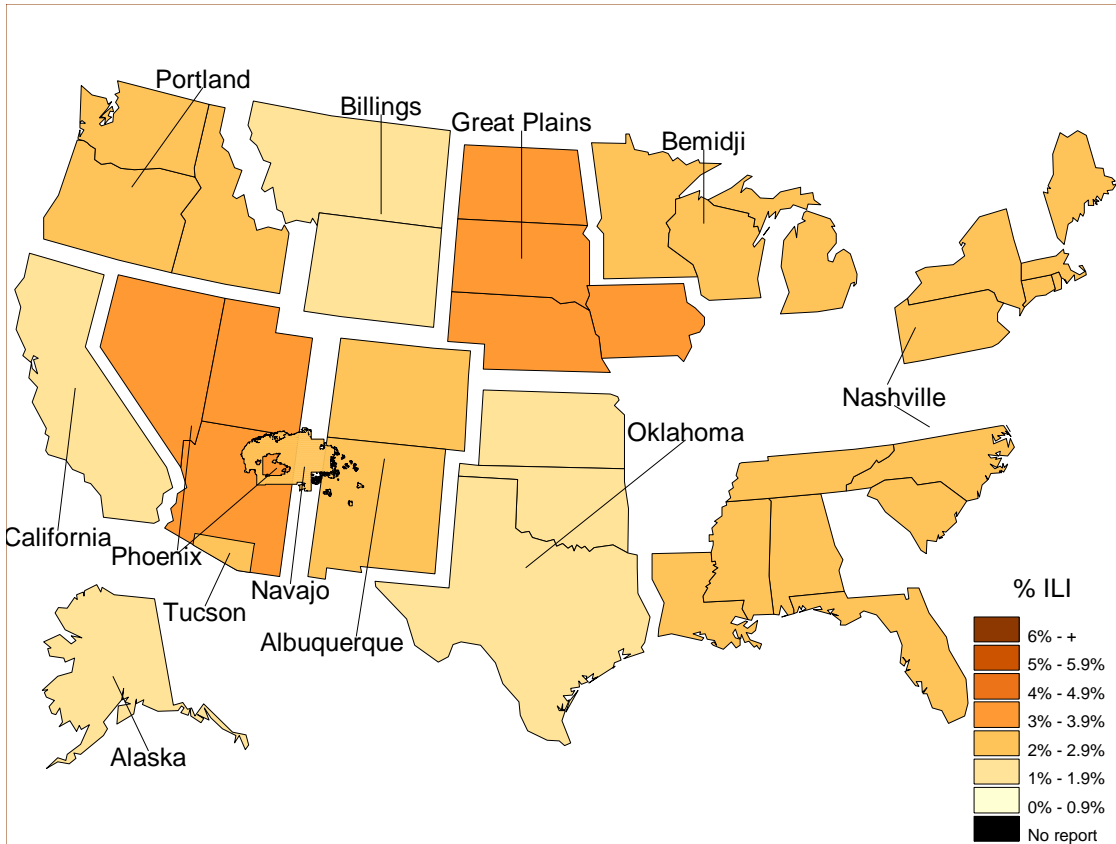 Portland
Billings
Great Plains
Bemidji
Nashville
Oklahoma
California
Phoenix
Navajo
Tucson
Albuquerque
Alaska
% ILI
6% - +
5% - 5.9%
4% - 4.9%
3% - 3.9%
2% - 2.9%
1% - 1.9%
0% - 0.9%
No report